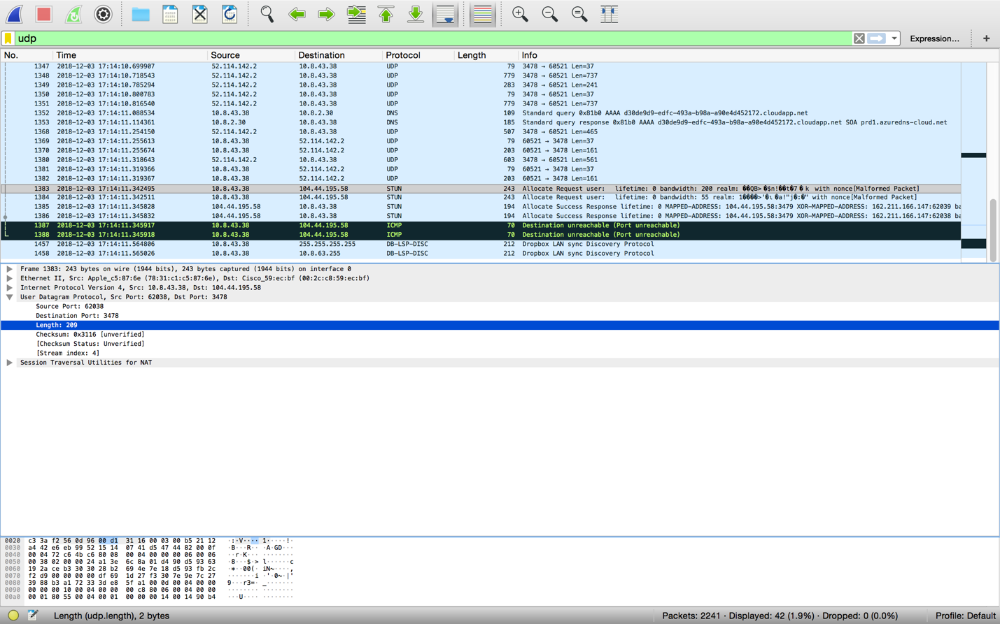 udp
Expression... +
No. Time Source Destination Protocol Length Info
1347 2018-12-03 17:14:10.699907 52.114.142.2 10.8.43.38 UDP 79 3478 → 60521 Len=37
1348 2018-12-03 17:14:10.718543 52.114.142.2 10.8.43.38 UDP 779 3478 → 60521 Len=737
1349 2018-12-03 17:14:10.785294 52.114.142.2 10.8.43.38 UDP 283 3478 → 60521 Len=241
1350 2018-12-03 17:14:10.800783 52.114.142.2 10.8.43.38 UDP 79 3478 → 60521 Len=37
1351 2018-12-03 17:14:10.816540 52.114.142.2 10.8.43.38 UDP 779 3478 → 60521 Len=737
1352 2018-12-03 17:14:11.088534 10.8.43.38 10.8.2.30 DNS 109 Standard query 0x81b0 AAAA d30de9d9-edfc-493a-b98a-a90e4d452172.cloudapp.net
1353 2018-12-03 17:14:11.114361 10.8.2.30 10.8.43.38 DNS 185 Standard query response 0x81b0 AAAA d30de9d9-edfc-493a-b98a-a90e4d452172.cloudapp.net SOA prd1.azuredns-cloud.net
1368 2018-12-03 17:14:11.254150 52.114.142.2 10.8.43.38 UDP 507 3478 → 60521 Len=465
1369 2018-12-03 17:14:11.255613 10.8.43.38 52.114.142.2 UDP 79 60521 → 3478 Len=37
1370 2018-12-03 17:14:11.255674 10.8.43.38 52.114.142.2 UDP 203 60521 → 3478 Len=161
1380 2018-12-03 17:14:11.318643 52.114.142.2 10.8.43.38 UDP 603 3478 → 60521 Len=561
1381 2018-12-03 17:14:11.319366 10.8.43.38 52.114.142.2 UDP 79 60521 → 3478 Len=37
1382 2018-12-03 17:14:11.319367 10.8.43.38 52.114.142.2 UDP 203 60521 → 3478 Len=161
1383 2018-12-03 17:14:11.342495 10.8.43.38 104.44.195.58 STUN 243 Allocate Request user: lifetime: 0 bandwidth: 200 realm: ��QB> �$n!��t�7 � k with nonce[Malformed Packet]
1384 2018-12-03 17:14:11.342511 10.8.43.38 104.44.195.58 STUN 243 Allocate Request user: lifetime: 0 bandwidth: 55 realm: with nonce[Malformed Packet]
1385 2018-12-03 17:14:11.345828 104.44.195.58 10.8.43.38 STUN 194 Allocate Success Response lifetime: 0 MAPPED-ADDRESS: 104.44.195.58:3479 XOR-MAPPED-ADDRESS: 162.211.166.147:62039 ba
1386 2018-12-03 17:14:11.345832 104.44.195.58 10.8.43.38 STUN 194 Allocate Success Response lifetime: 0 MAPPED-ADDRESS: 104.44.195.58:3479 XOR-MAPPED-ADDRESS: 162.211.166.147:62038 ba
1387 2018-12-03 17:14:11.345917 10.8.43.38 104.44.195.58 ICMP 70 Destination unreachable (Port unreachable)
1388 2018-12-03 17:14:11.345918 10.8.43.38 104.44.195.58 ICMP 70 Destination unreachable (Port unreachable)
1457 2018-12-03 17:14:11.564806 10.8.43.38 255.255.255.255 DB-LSP-DISC 212 Dropbox LAN sync Discovery Protocol
1458 2018-12-03 17:14:11.565026 10.8.43.38 10.8.63.255 DB-LSP-DISC 212 Dropbox LAN sync Discovery Protocol
Frame 1383: 243 bytes on wire (1944 bits), 243 bytes captured (1944 bits) on interface 0
Ethernet II, Src: Apple_c5:87:6e (78:31:c1:c5:87:6e), Dst: Cisco_59:ec:bf (00:2c:c8:59:ec:bf)
Internet Protocol Version 4, Src: 10.8.43.38, Dst: 104.44.195.58
User Datagram Protocol, Src Port: 62038, Dst Port: 3478
Source Port: 62038
Destination Port: 3478
Length: 209
Checksum: 0x3116 [unverified]
[Checksum Status: Unverified]
[Stream index: 4]
Session Traversal Utilities for NAT
0020 c3 3a f2 56 0d 96 00 d1 31 16 00 03 00 b5 21 12 ·:·V···· 1·····!·
0030 a4 42 e6 eb 99 52 15 14 07 41 d5 47 44 82 00 0f ·B···R·· ·A·GD···
0040 00 04 72 c6 4b c6 80 08 00 04 00 00 00 06 00 06 ··r·K··· ········
0050 00 38 02 00 00 24 a1 3e 6c 8a 01 d4 90 d5 93 63 ·8···$·> l······c
0060 19 2a ce b3 30 30 28 b2 69 4e 7e 18 d5 93 fb 2c ·*··00(· iN~····,
0070 f2 d9 00 00 00 00 df 69 1d 27 f3 30 7e 9e 7c 27 ·······i ·'·0~·|'
0080 39 88 b3 a1 72 33 3d e8 5f a1 00 0d 00 04 00 00 9···r3=· _·······
0090 00 00 00 10 00 04 00 00 00 c8 80 06 00 04 00 00 ········ ········
00a0 00 01 80 55 00 04 00 01 00 00 00 14 00 14 90 b4 ···U···· ········
Length (udp.length), 2 bytes
Packets: 2241 · Displayed: 42 (1.9%) · Dropped: 0 (0.0%)
Profile: Default